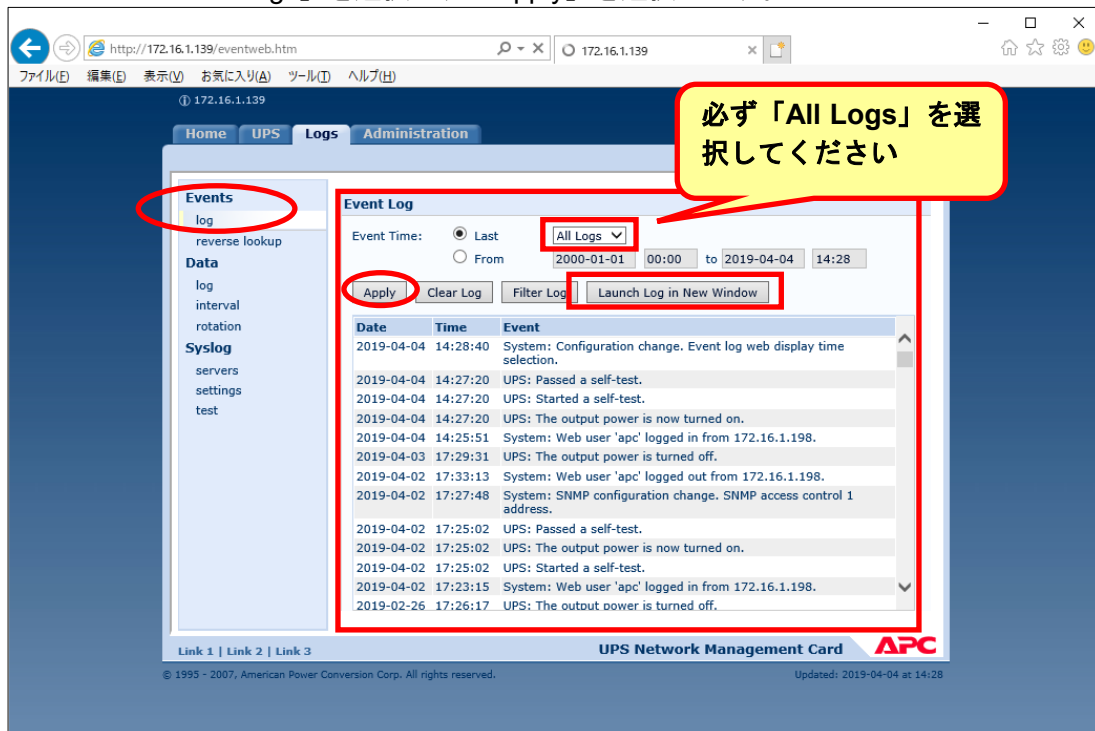 http://172.16.1.139/eventweb.htm
172.16.1.139
ファイル(F) 編集(E) 表示(V) お気に入り(A) ツール(T) ヘルプ(H)
172.16.1.139
必ず「All Logs」を選
択してください
Home UPS Logs Administration
Events
log
reverse lookup
Data
log
interval
rotation
Syslog
servers
settings
test
Event Log
Event Time: Last All Logs
From 2000-01-01 00:00 to 2019-04-04 14:28
Apply Clear Log Filter Log Launch Log in New Window
Date Time Event
2019-04-04 14:28:40 System: Configuration change. Event log web display time
selection.
2019-04-04 14:27:20 UPS: Passed a self-test.
2019-04-04 14:27:20 UPS: Started a self-test.
2019-04-04 14:27:20 UPS: The output power is now turned on.
2019-04-04 14:25:51 System: Web user 'apc' logged in from 172.16.1.198.
2019-04-03 17:29:31 UPS: The output power is turned off.
2019-04-02 17:33:13 System: Web user 'apc' logged out from 172.16.1.198.
2019-04-02 17:27:48 System: SNMP configuration change. SNMP access control 1
address.
2019-04-02 17:25:02 UPS: Passed a self-test.
2019-04-02 17:25:02 UPS: The output power is now turned on.
2019-04-02 17:25:02 UPS: Started a self-test.
2019-04-02 17:23:15 System: Web user 'apc' logged in from 172.16.1.198.
2019-02-26 17:26:17 UPS: The output power is turned off.
Link 1 | Link 2 | Link 3
UPS Network Management Card APC
© 1995 - 2007, American Power Conversion Corp. All rights reserved.
Updated: 2019-04-04 at 14:28